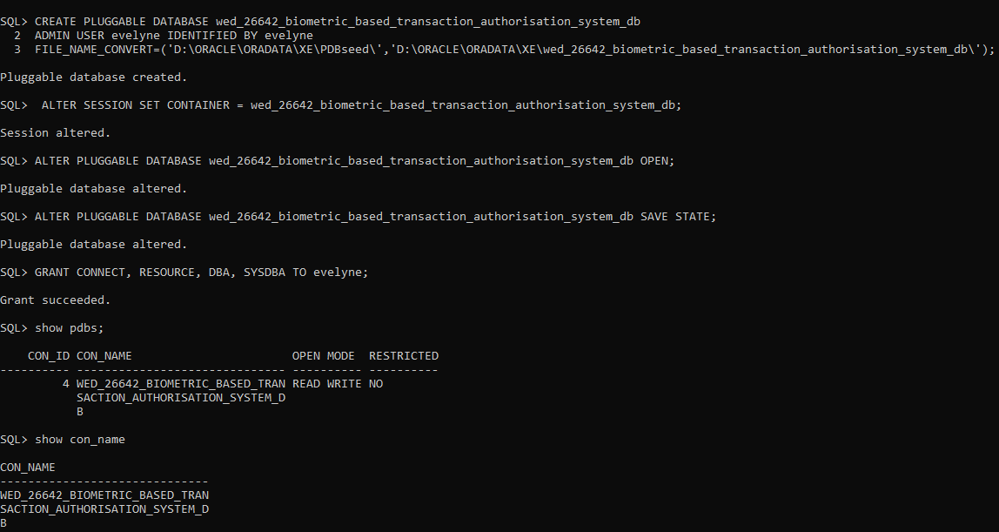 SQL> CREATE PLUGGABLE DATABASE wed_26642_biometric_based_transaction_authorisation_system_db
  2  ADMIN USER evelyne IDENTIFIED BY evelyne
  3  FILE_NAME_CONVERT=('D:\ORACLE\ORADATA\XE\PDBseed\','D:\ORACLE\ORADATA\XE\wed_26642_biometric_based_transaction_authorisation_system_db\');
Pluggable database created.
SQL>  ALTER SESSION SET CONTAINER = wed_26642_biometric_based_transaction_authorisation_system_db;
Session altered.
SQL> ALTER PLUGGABLE DATABASE wed_26642_biometric_based_transaction_authorisation_system_db OPEN;
Pluggable database altered.
SQL> ALTER PLUGGABLE DATABASE wed_26642_biometric_based_transaction_authorisation_system_db SAVE STATE;
Pluggable database altered.
SQL> GRANT CONNECT, RESOURCE, DBA, SYSDBA TO evelyne;
Grant succeeded.
SQL> show pdbs;
    CON_ID CON_NAME                       OPEN MODE  RESTRICTED
---------- ------------------------------ ---------- ----------
         4 WED_26642_BIOMETRIC_BASED_TRAN READ WRITE NO
           SACTION_AUTHORISATION_SYSTEM_D
           B
SQL> show con_name
CON_NAME
------------------------------
WED_26642_BIOMETRIC_BASED_TRAN
SACTION_AUTHORISATION_SYSTEM_D
B